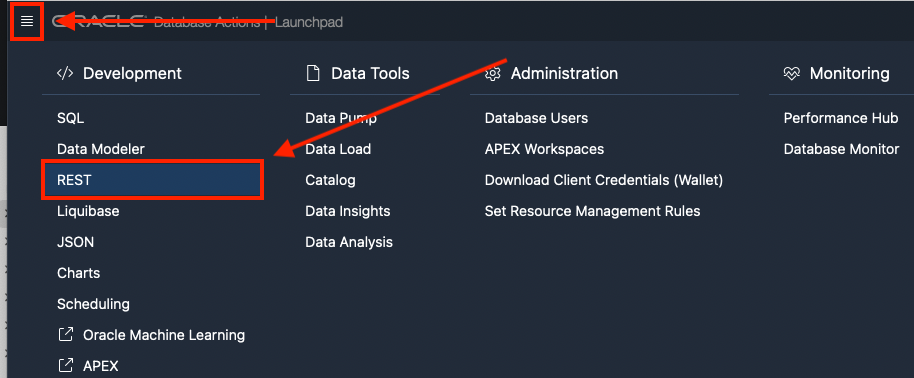 ORACLE Database Actions | Launchpad
Development
SQL
Data Modeler
REST
Liquibase
JSON
Charts
Scheduling
Oracle Machine Learning
APEX
Data Tools
Data Pump
Data Load
Catalog
Data Insights
Data Analysis
Administration
Database Users
APEX Workspaces
Download Client Credentials (Wallet)
Set Resource Management Rules
Monitoring
Performance Hub
Database Monitor